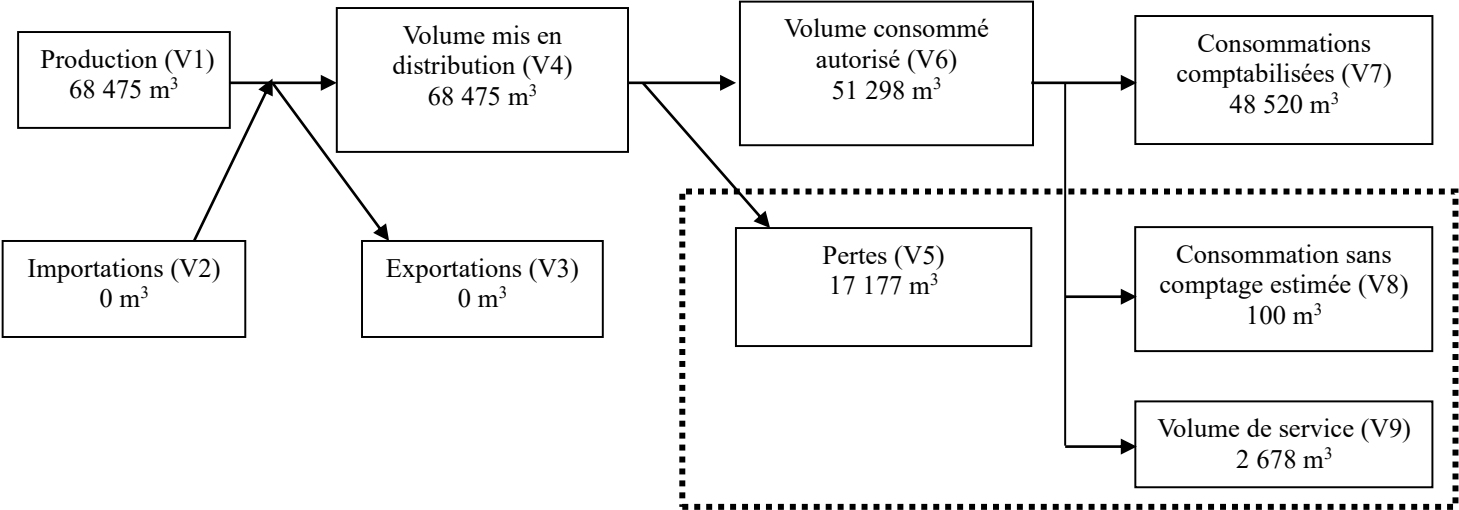 Production (V1)
68 475 m³
Volume mis en
distribution (V4)
68 475 m³
Volume consommé
autorisé (V6)
51 298 m³
Consommations
comptabilisées (V7)
48 520 m³
Importations (V2)
0 m³
Exportations (V3)
0 m³
Pertes (V5)
17 177 m³
Consommation sans
comptage estimée (V8)
100 m³
Volume de service (V9)
2 678 m³